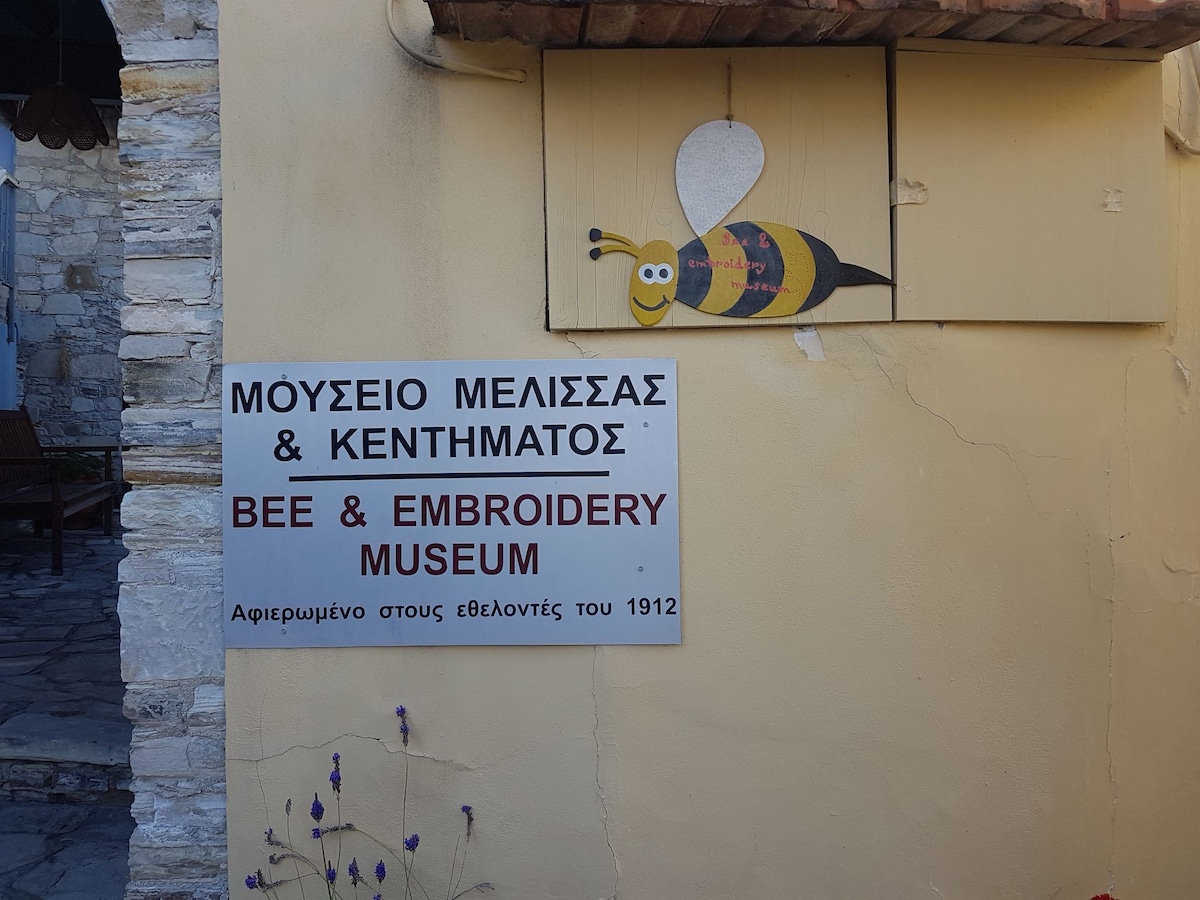 Bee &
embroidery
museum
ΜΟΥΣΕΙΟ ΜΕΛΙΣΣΑΣ
& ΚΕΝΤΗΜΑΤΟΣ
BEE & EMBROIDERY
MUSEUM
Αφιερωμένο στους εθελοντές του 1912